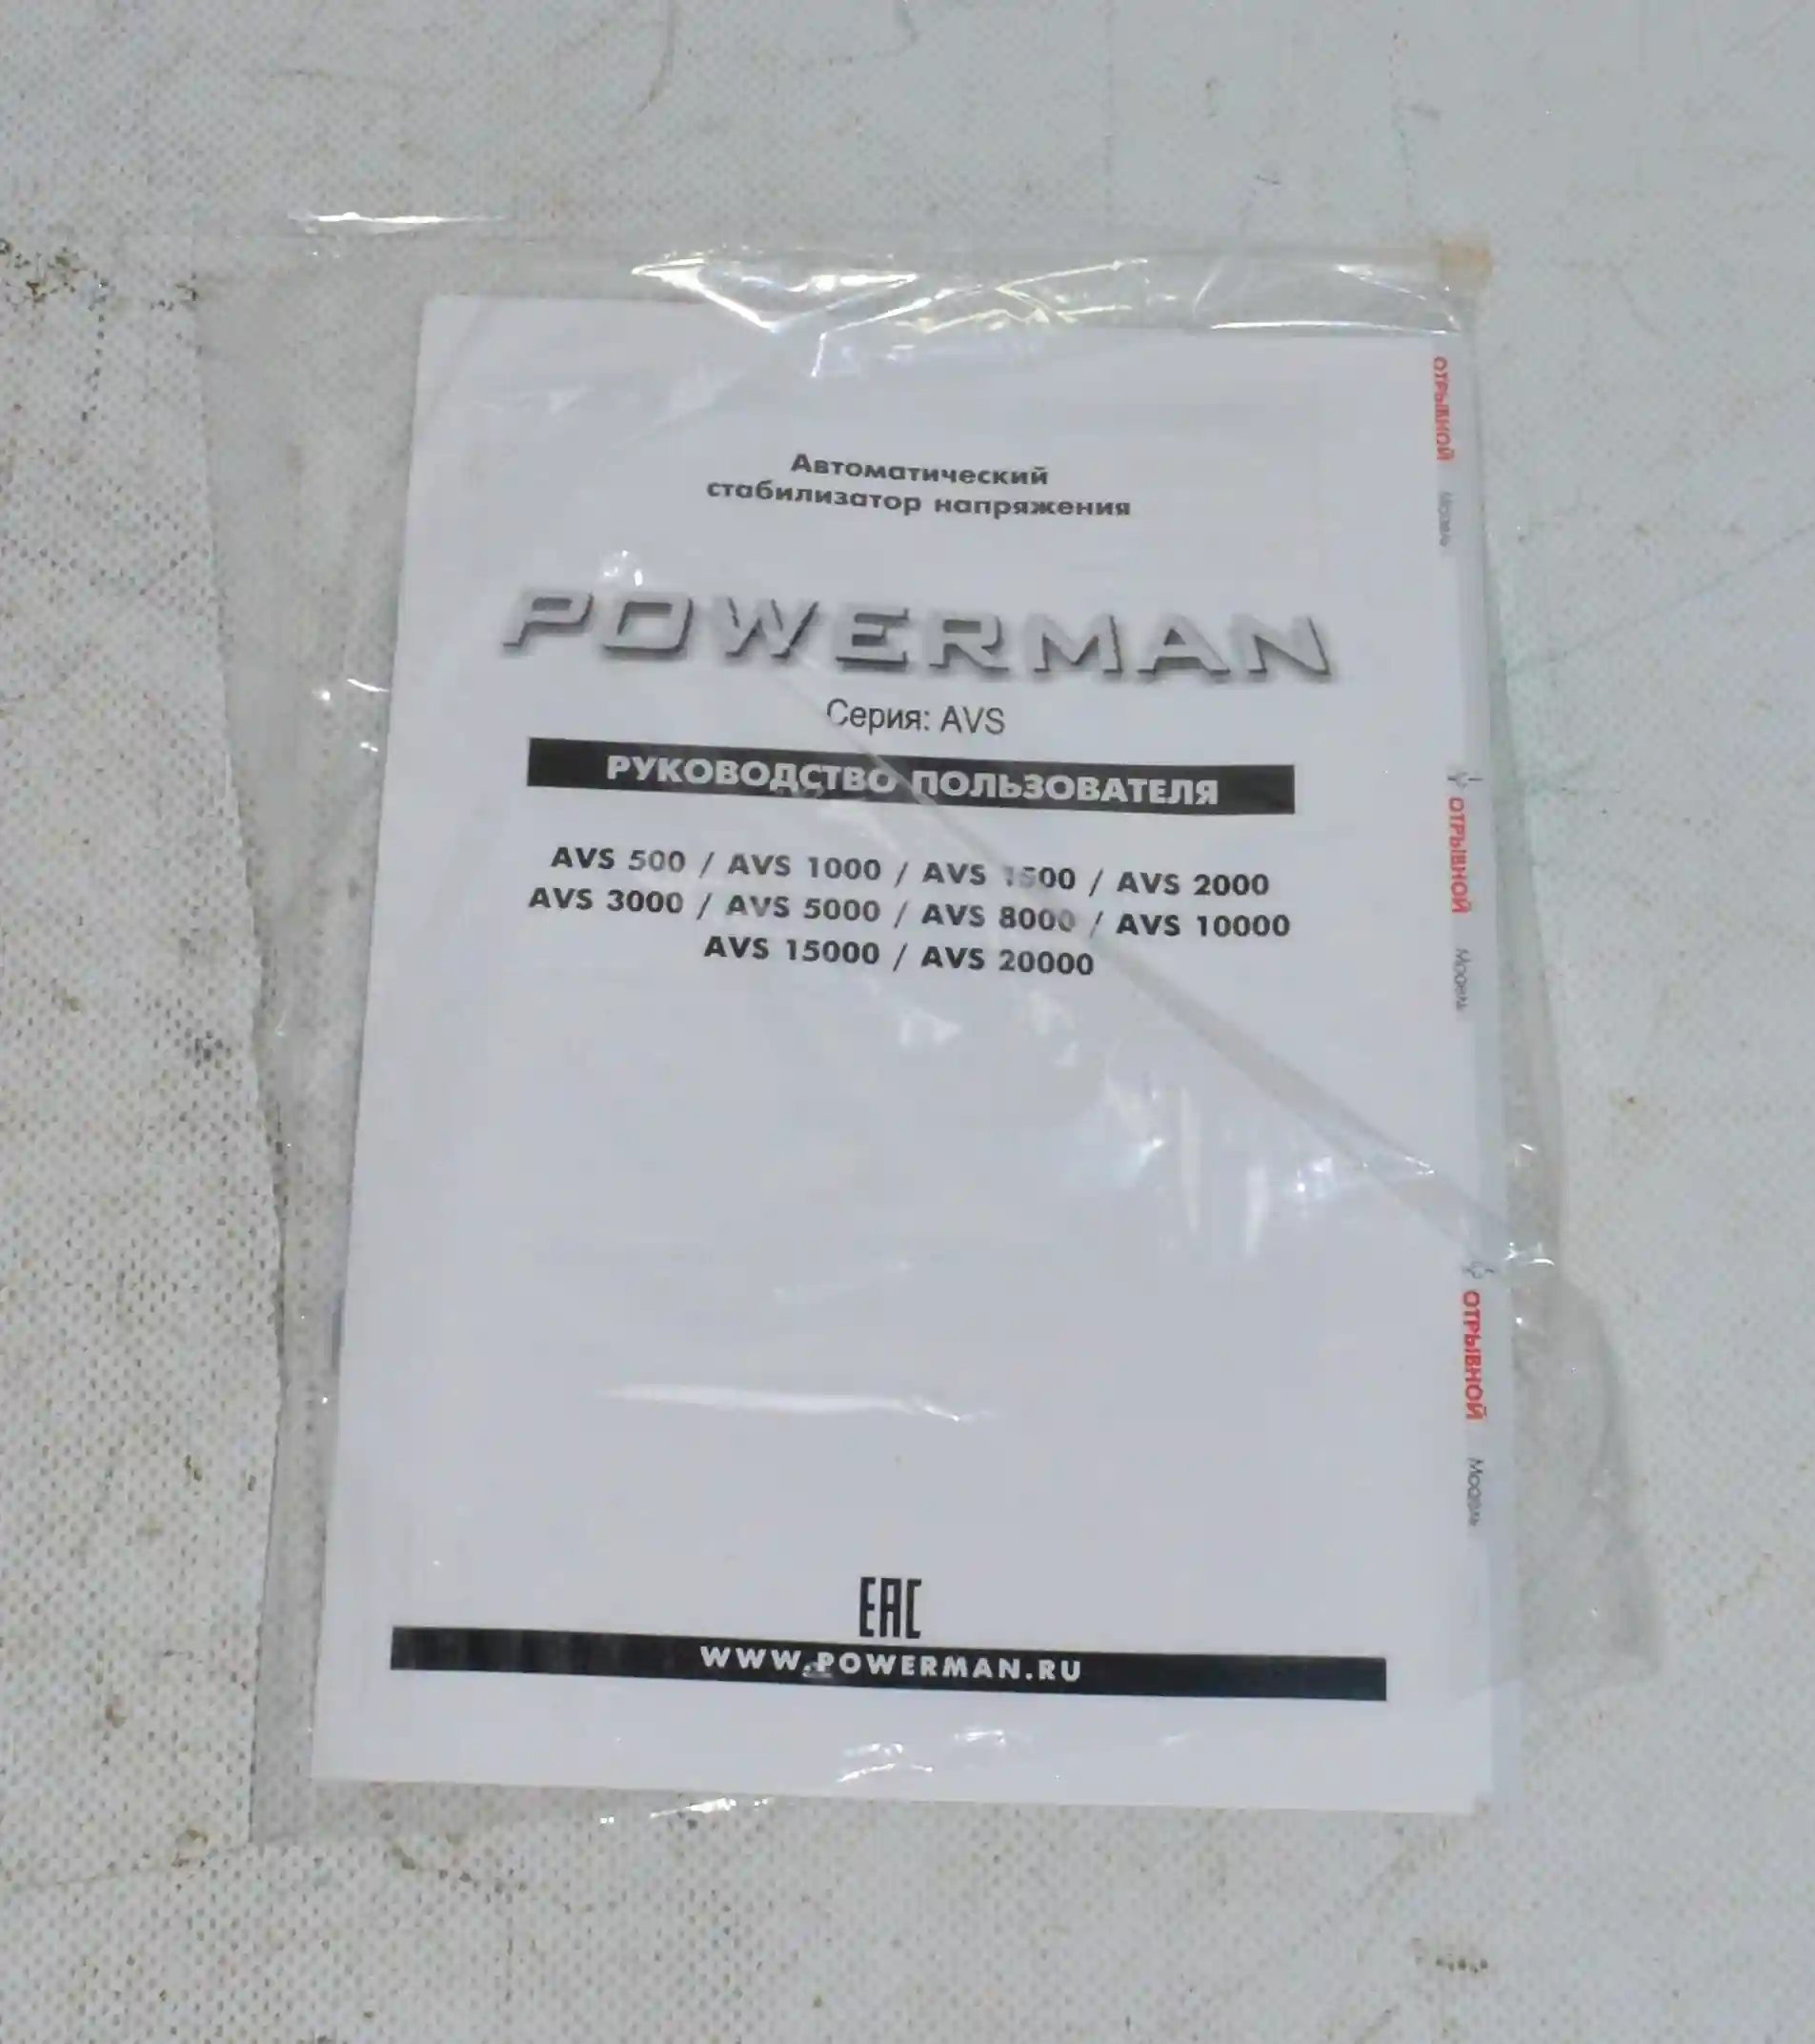 Автоматический
стабилизатор напряжения
POWERMAN
Серия: AVS
РУКОВОДСТВО ПОЛЬЗОВАТЕЛЯ
AVS 500 / AVS 1000 / AVS 1500 / AVS 2000
AVS 3000 / AVS 5000 / AVS 8000 / AVS 10000
AVS 15000 / AVS 20000
EAC
WWW.POWERMAN.RU
ОТРЫВНОЙ
Модель
ОТРЫВНОЙ
Модель
ОТРЫВНОЙ
Модель